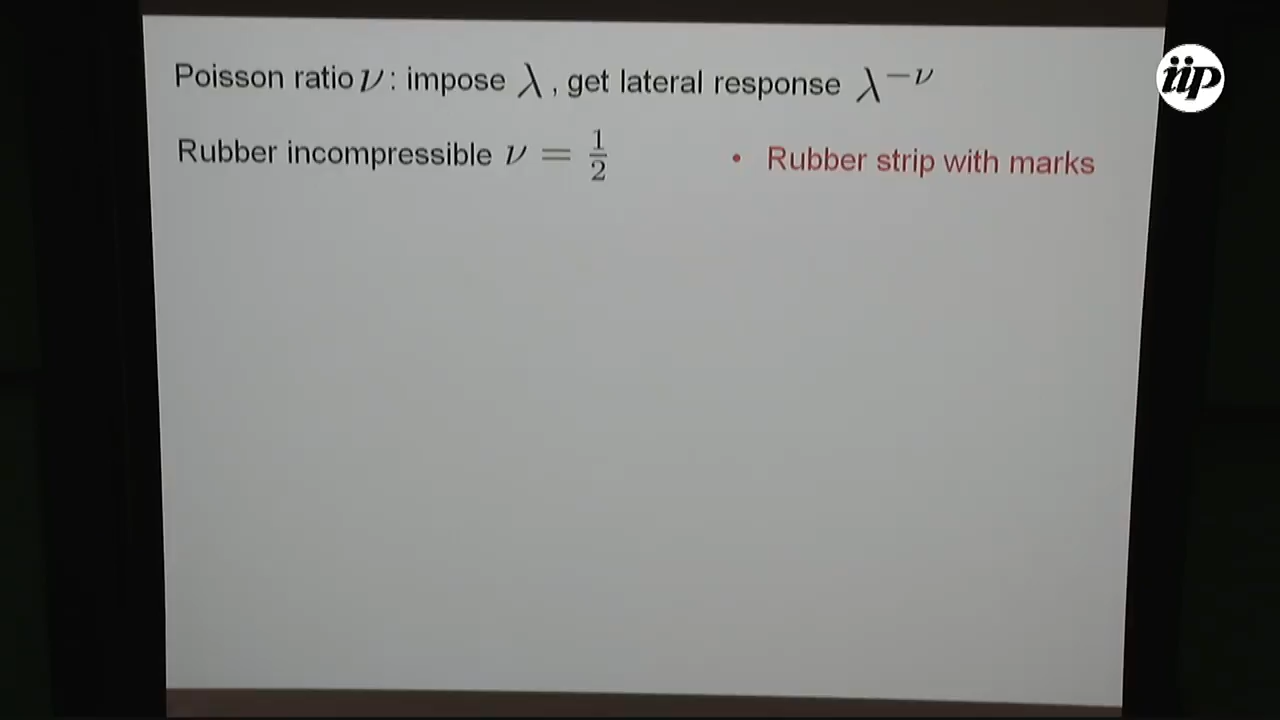 Poisson ratio ν : impose λ , get lateral response λ^{−ν}
Rubber incompressible ν = 1/2
• Rubber strip with marks
iip